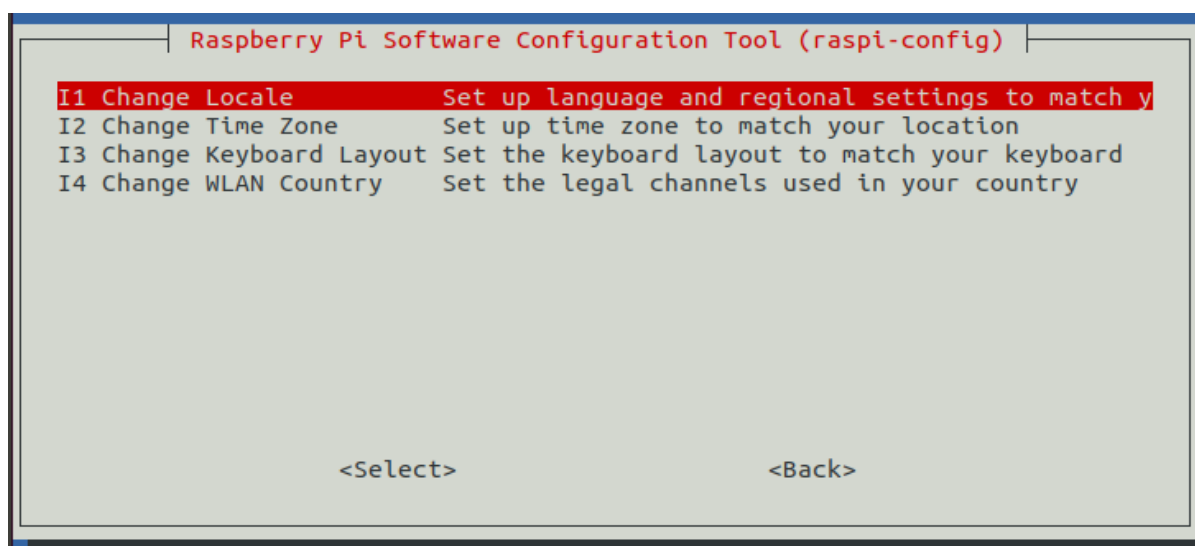 Raspberry Pi Software Configuration Tool (raspi-config)
I1 Change Locale Set up language and regional settings to match y
I2 Change Time Zone Set up time zone to match your location
I3 Change Keyboard Layout Set the keyboard layout to match your keyboard
I4 Change WLAN Country Set the legal channels used in your country
<Select> <Back>